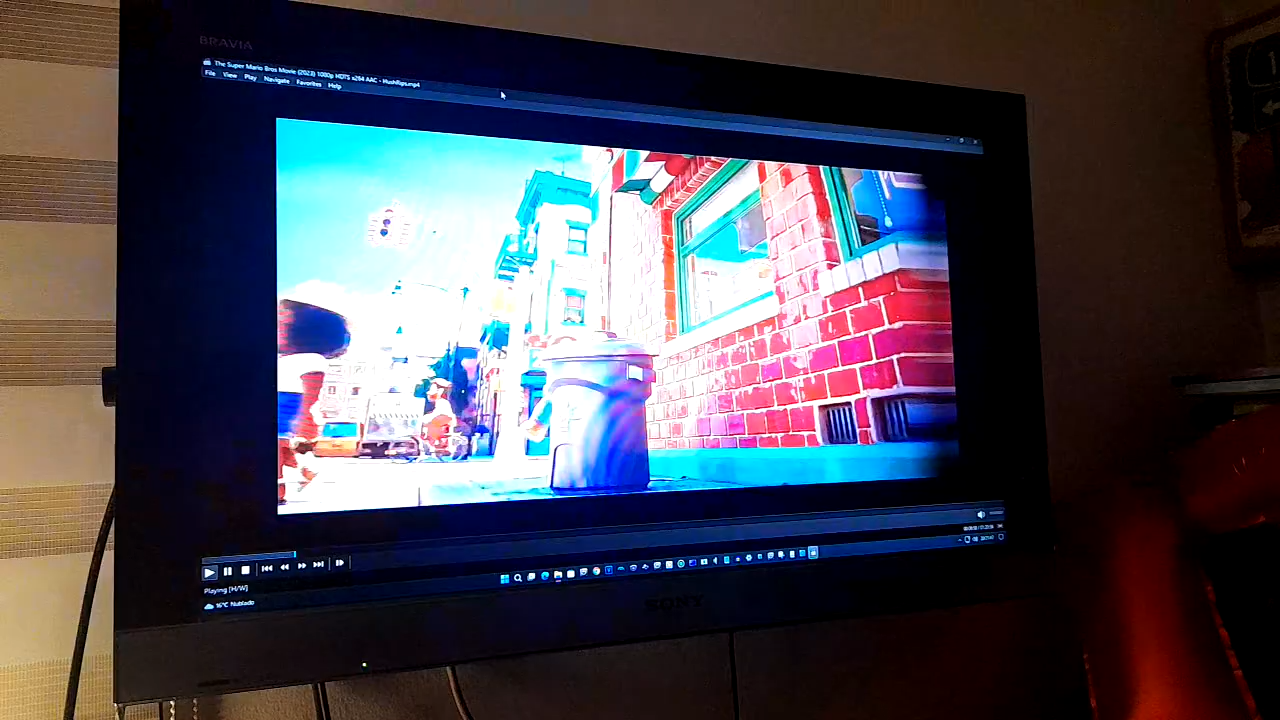 BRAVIA
The Super Mario Bros Movie (2023) 1080p HDTS x264 AAC - HushRips.mp4
File View Play Navigate Favorites Help
Playing [H/W]
16°C Nublado
SONY